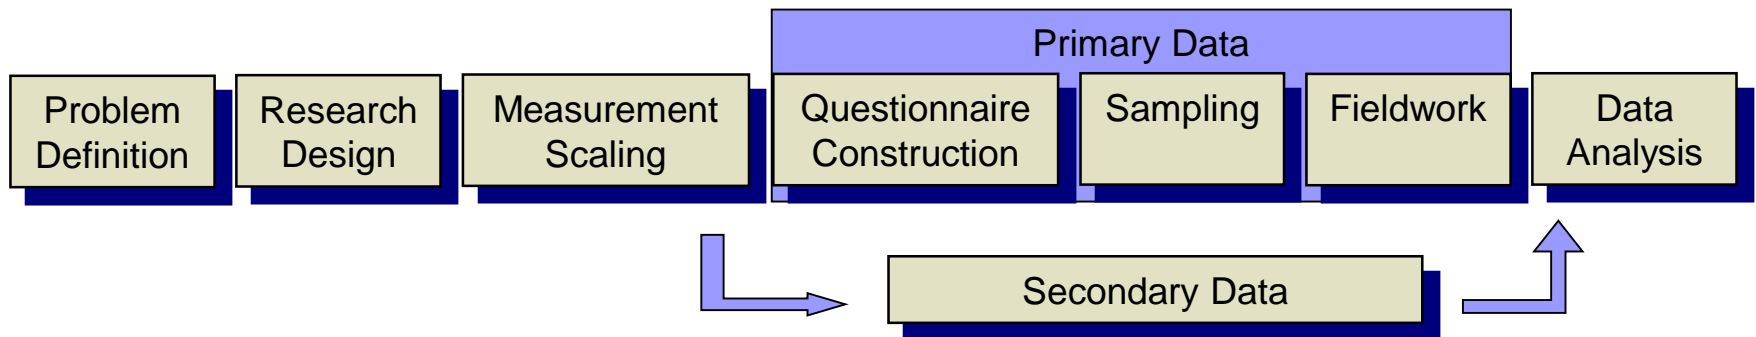 Primary Data
Problem
Definition
Research
Design
Measurement
Scaling
Questionnaire
Construction
Sampling
Fieldwork
Data
Analysis
Secondary Data